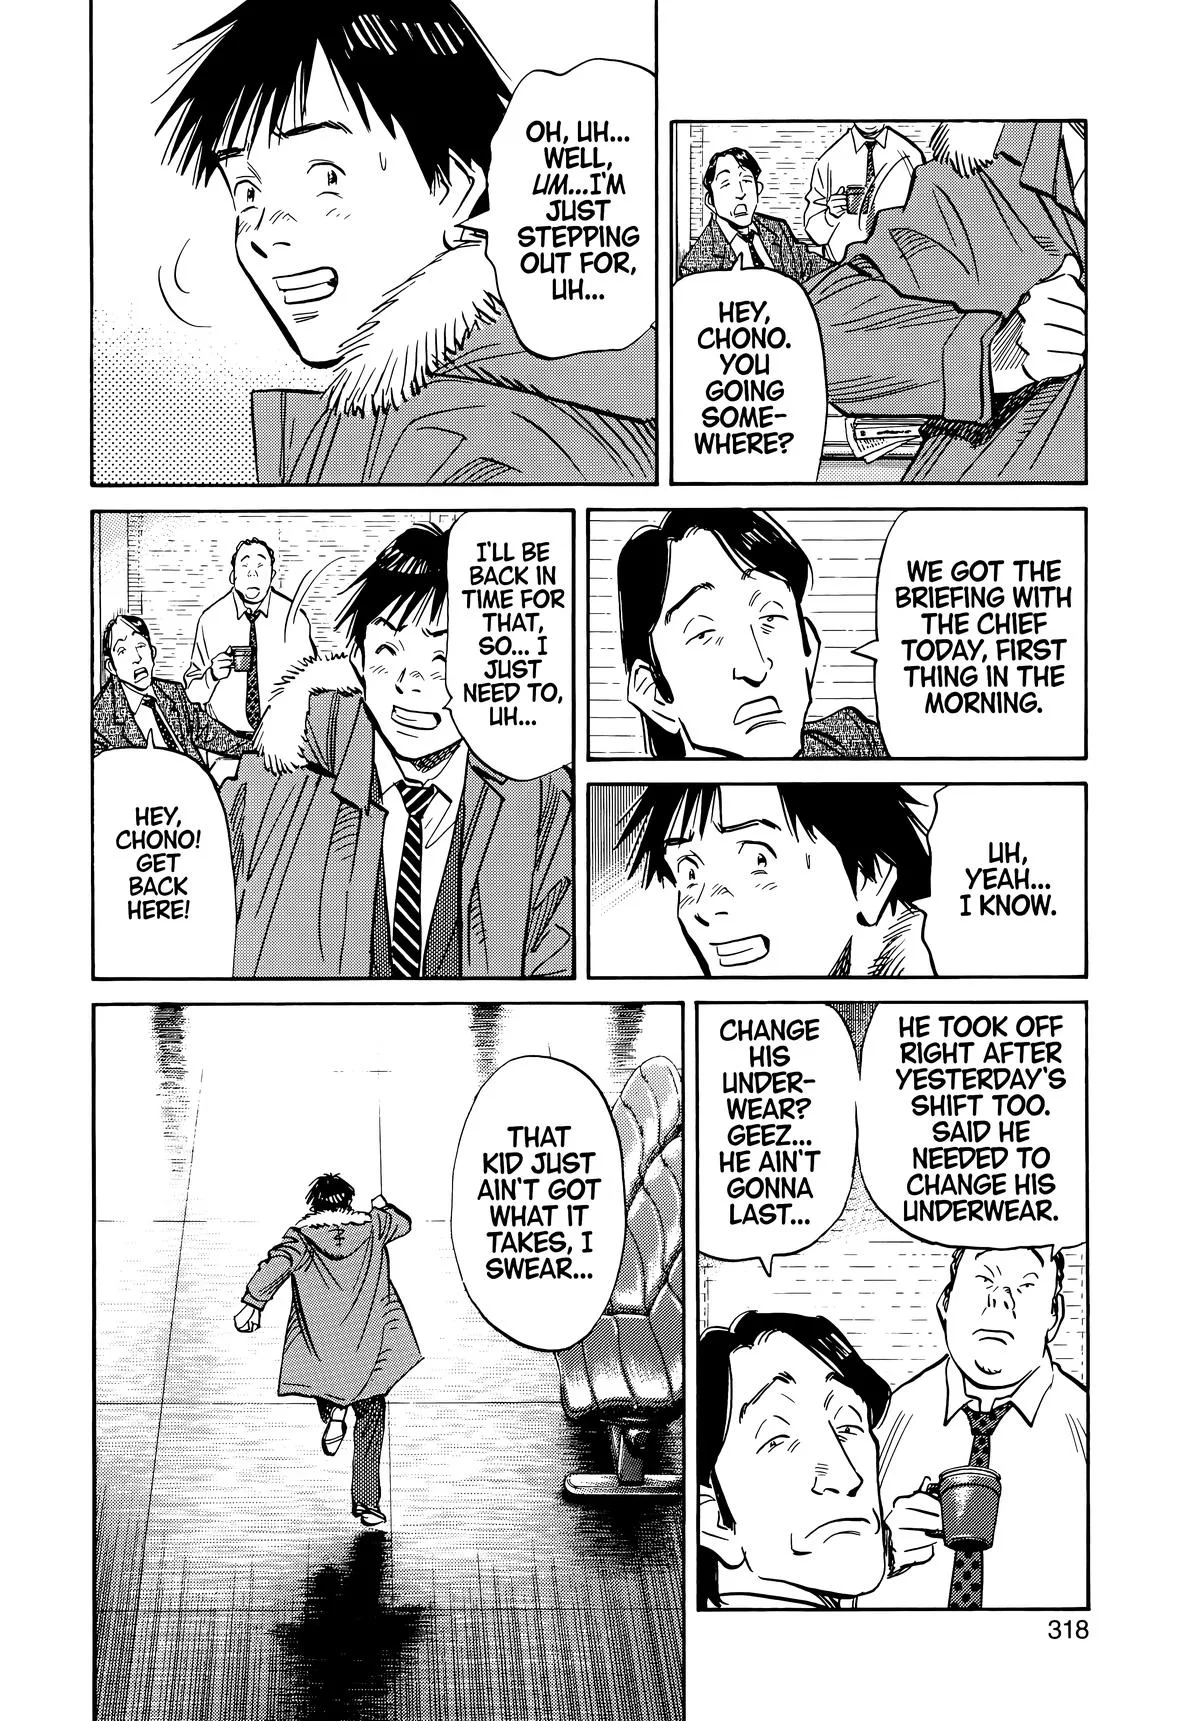 HEY,
CHONO.
YOU
GOING
SOME-
WHERE?
OH, UH...
WELL,
UM...I'M
JUST
STEPPING
OUT FOR,
UH...
WE GOT THE
BRIEFING WITH
THE CHIEF
TODAY, FIRST
THING IN THE
MORNING.
UH,
YEAH...
I KNOW.
I'LL BE
BACK IN
TIME FOR
THAT,
SO... I
JUST
NEED TO,
UH...
HEY,
CHONO!
GET
BACK
HERE!
HE TOOK OFF
RIGHT AFTER
YESTERDAY'S
SHIFT TOO.
SAID HE
NEEDED TO
CHANGE HIS
UNDERWEAR.
CHANGE
HIS
UNDER-
WEAR?
GEEZ...
HE AIN'T
GONNA
LAST...
THAT
KID JUST
AIN'T GOT
WHAT IT
TAKES, I
SWEAR...
318